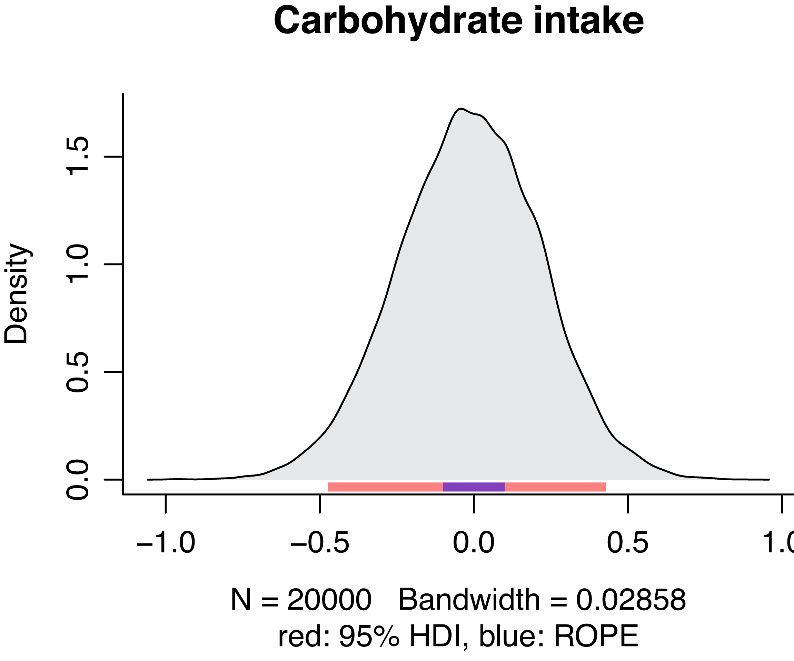 Carbohydrate intake
1.5
1.0
0.5
0.0
Density
−1.0 −0.5 0.0 0.5 1.0
N = 20000 Bandwidth = 0.02858
red: 95% HDI, blue: ROPE